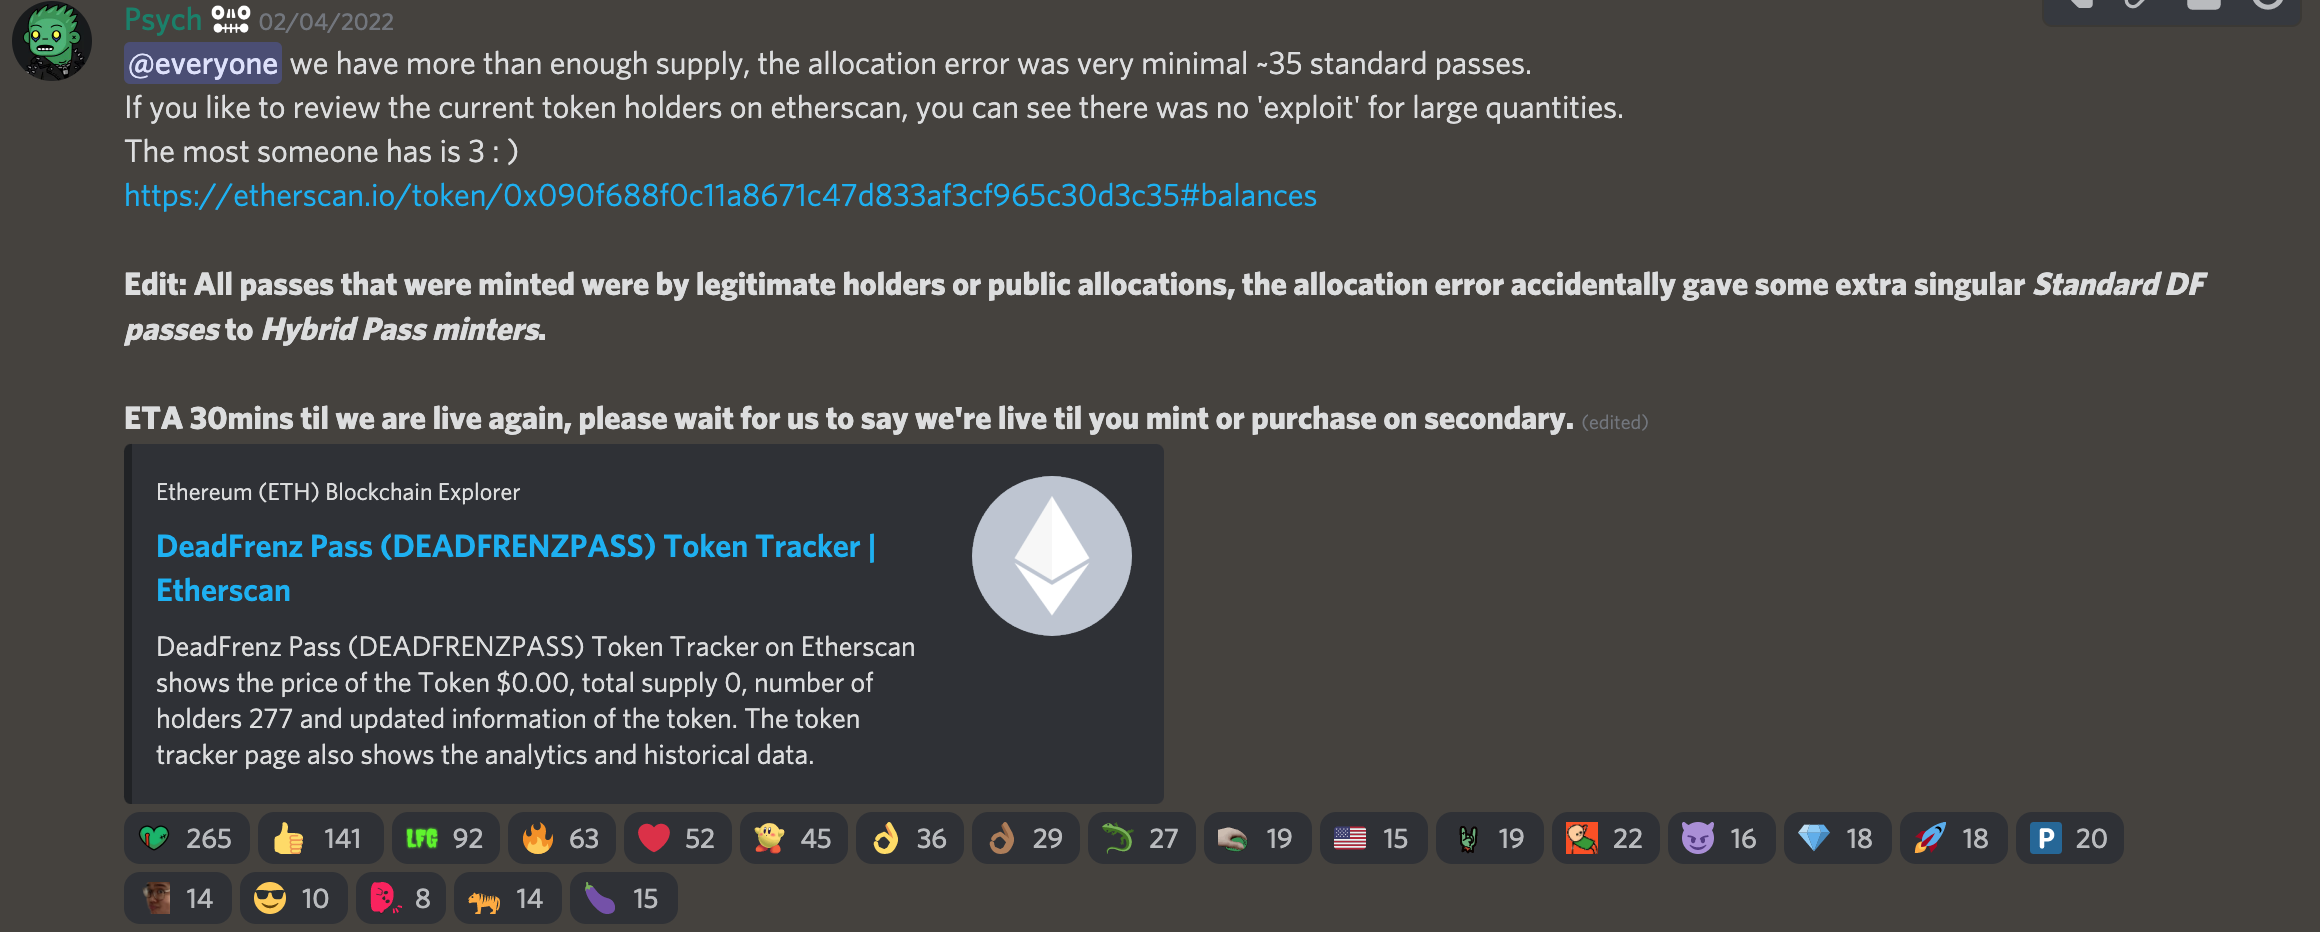 Psych 02/04/2022
@everyone we have more than enough supply, the allocation error was very minimal ~35 standard passes.
If you like to review the current token holders on etherscan, you can see there was no 'exploit' for large quantities.
The most someone has is 3 : )
https://etherscan.io/token/0x090f688f0c11a8671c47d833af3cf965c30d3c35#balances
Edit: All passes that were minted were by legitimate holders or public allocations, the allocation error accidentally gave some extra singular Standard DF
passes to Hybrid Pass minters.
ETA 30mins til we are live again, please wait for us to say we're live til you mint or purchase on secondary. (edited)
Ethereum (ETH) Blockchain Explorer
DeadFrenz Pass (DEADFRENZPASS) Token Tracker |
Etherscan
DeadFrenz Pass (DEADFRENZPASS) Token Tracker on Etherscan
shows the price of the Token $0.00, total supply 0, number of
holders 277 and updated information of the token. The token
tracker page also shows the analytics and historical data.
265 141 LFG 92 63 52 45 36 29 27 19 15 19 22 16 18 18 P 20
14 10 8 14 15